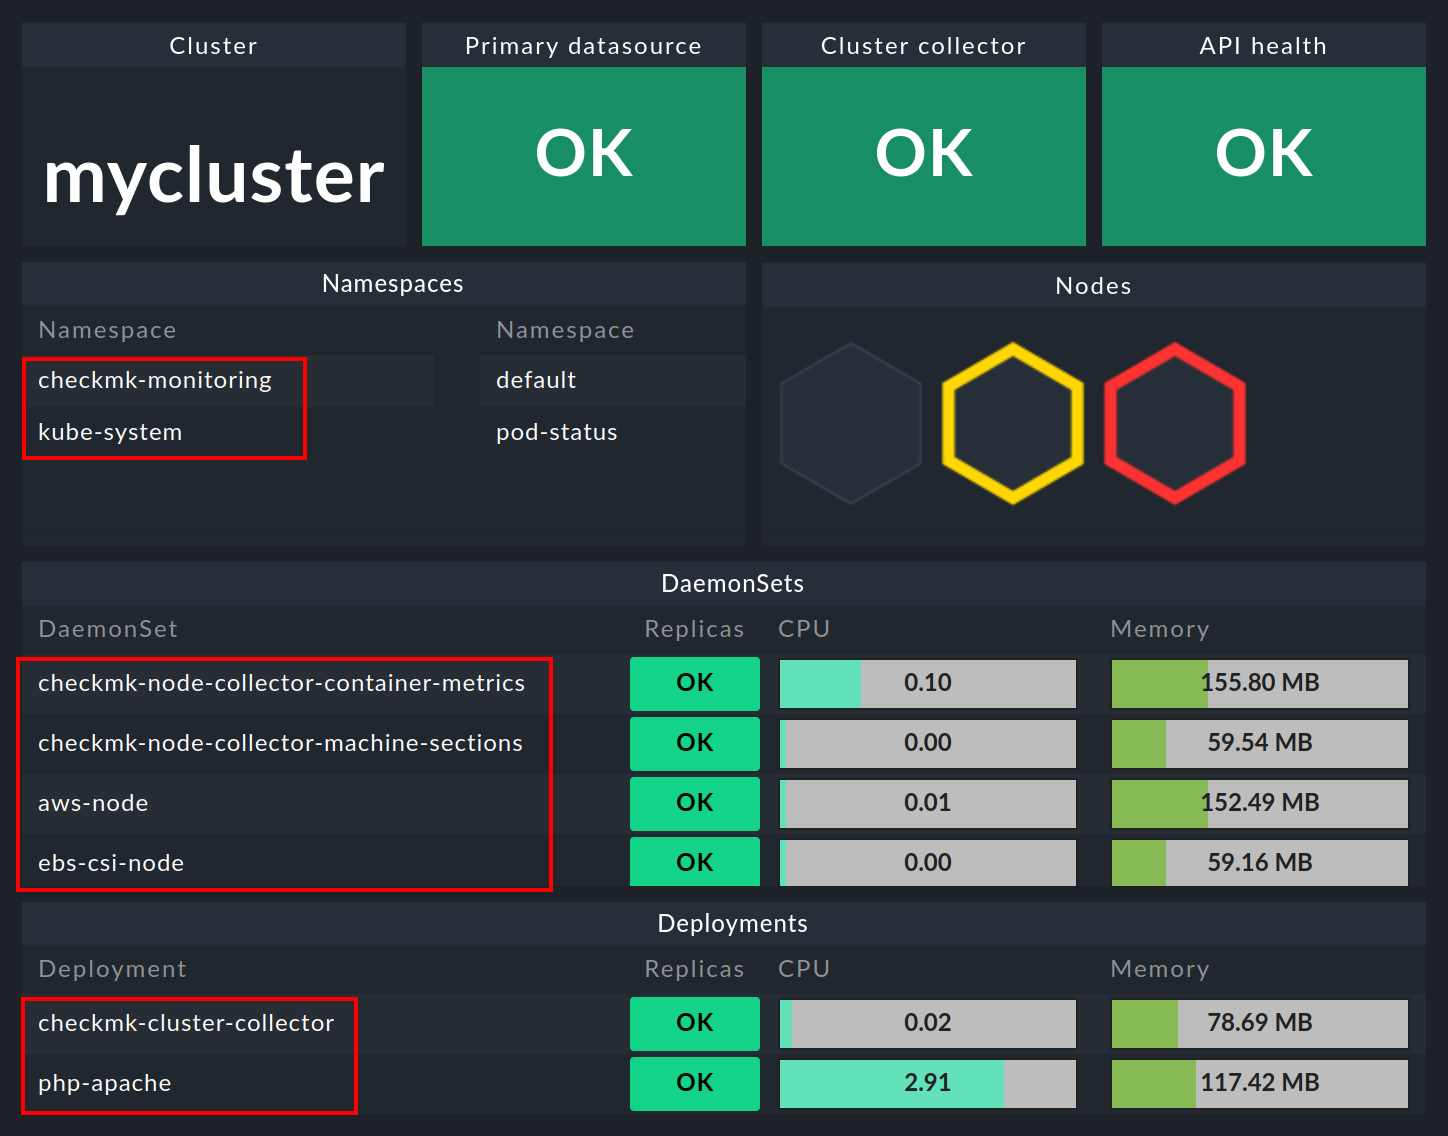 Cluster
Primary datasource
Cluster collector
API health
mycluster
OK
OK
OK
Namespaces
Nodes
Namespace
Namespace
checkmk-monitoring
default
kube-system
pod-status
DaemonSets
DaemonSet Replicas CPU Memory
checkmk-node-collector-container-metrics OK 0.10 155.80 MB
checkmk-node-collector-machine-sections OK 0.00 59.54 MB
aws-node OK 0.01 152.49 MB
ebs-csi-node OK 0.00 59.16 MB
Deployments
Deployment Replicas CPU Memory
checkmk-cluster-collector OK 0.02 78.69 MB
php-apache OK 2.91 117.42 MB